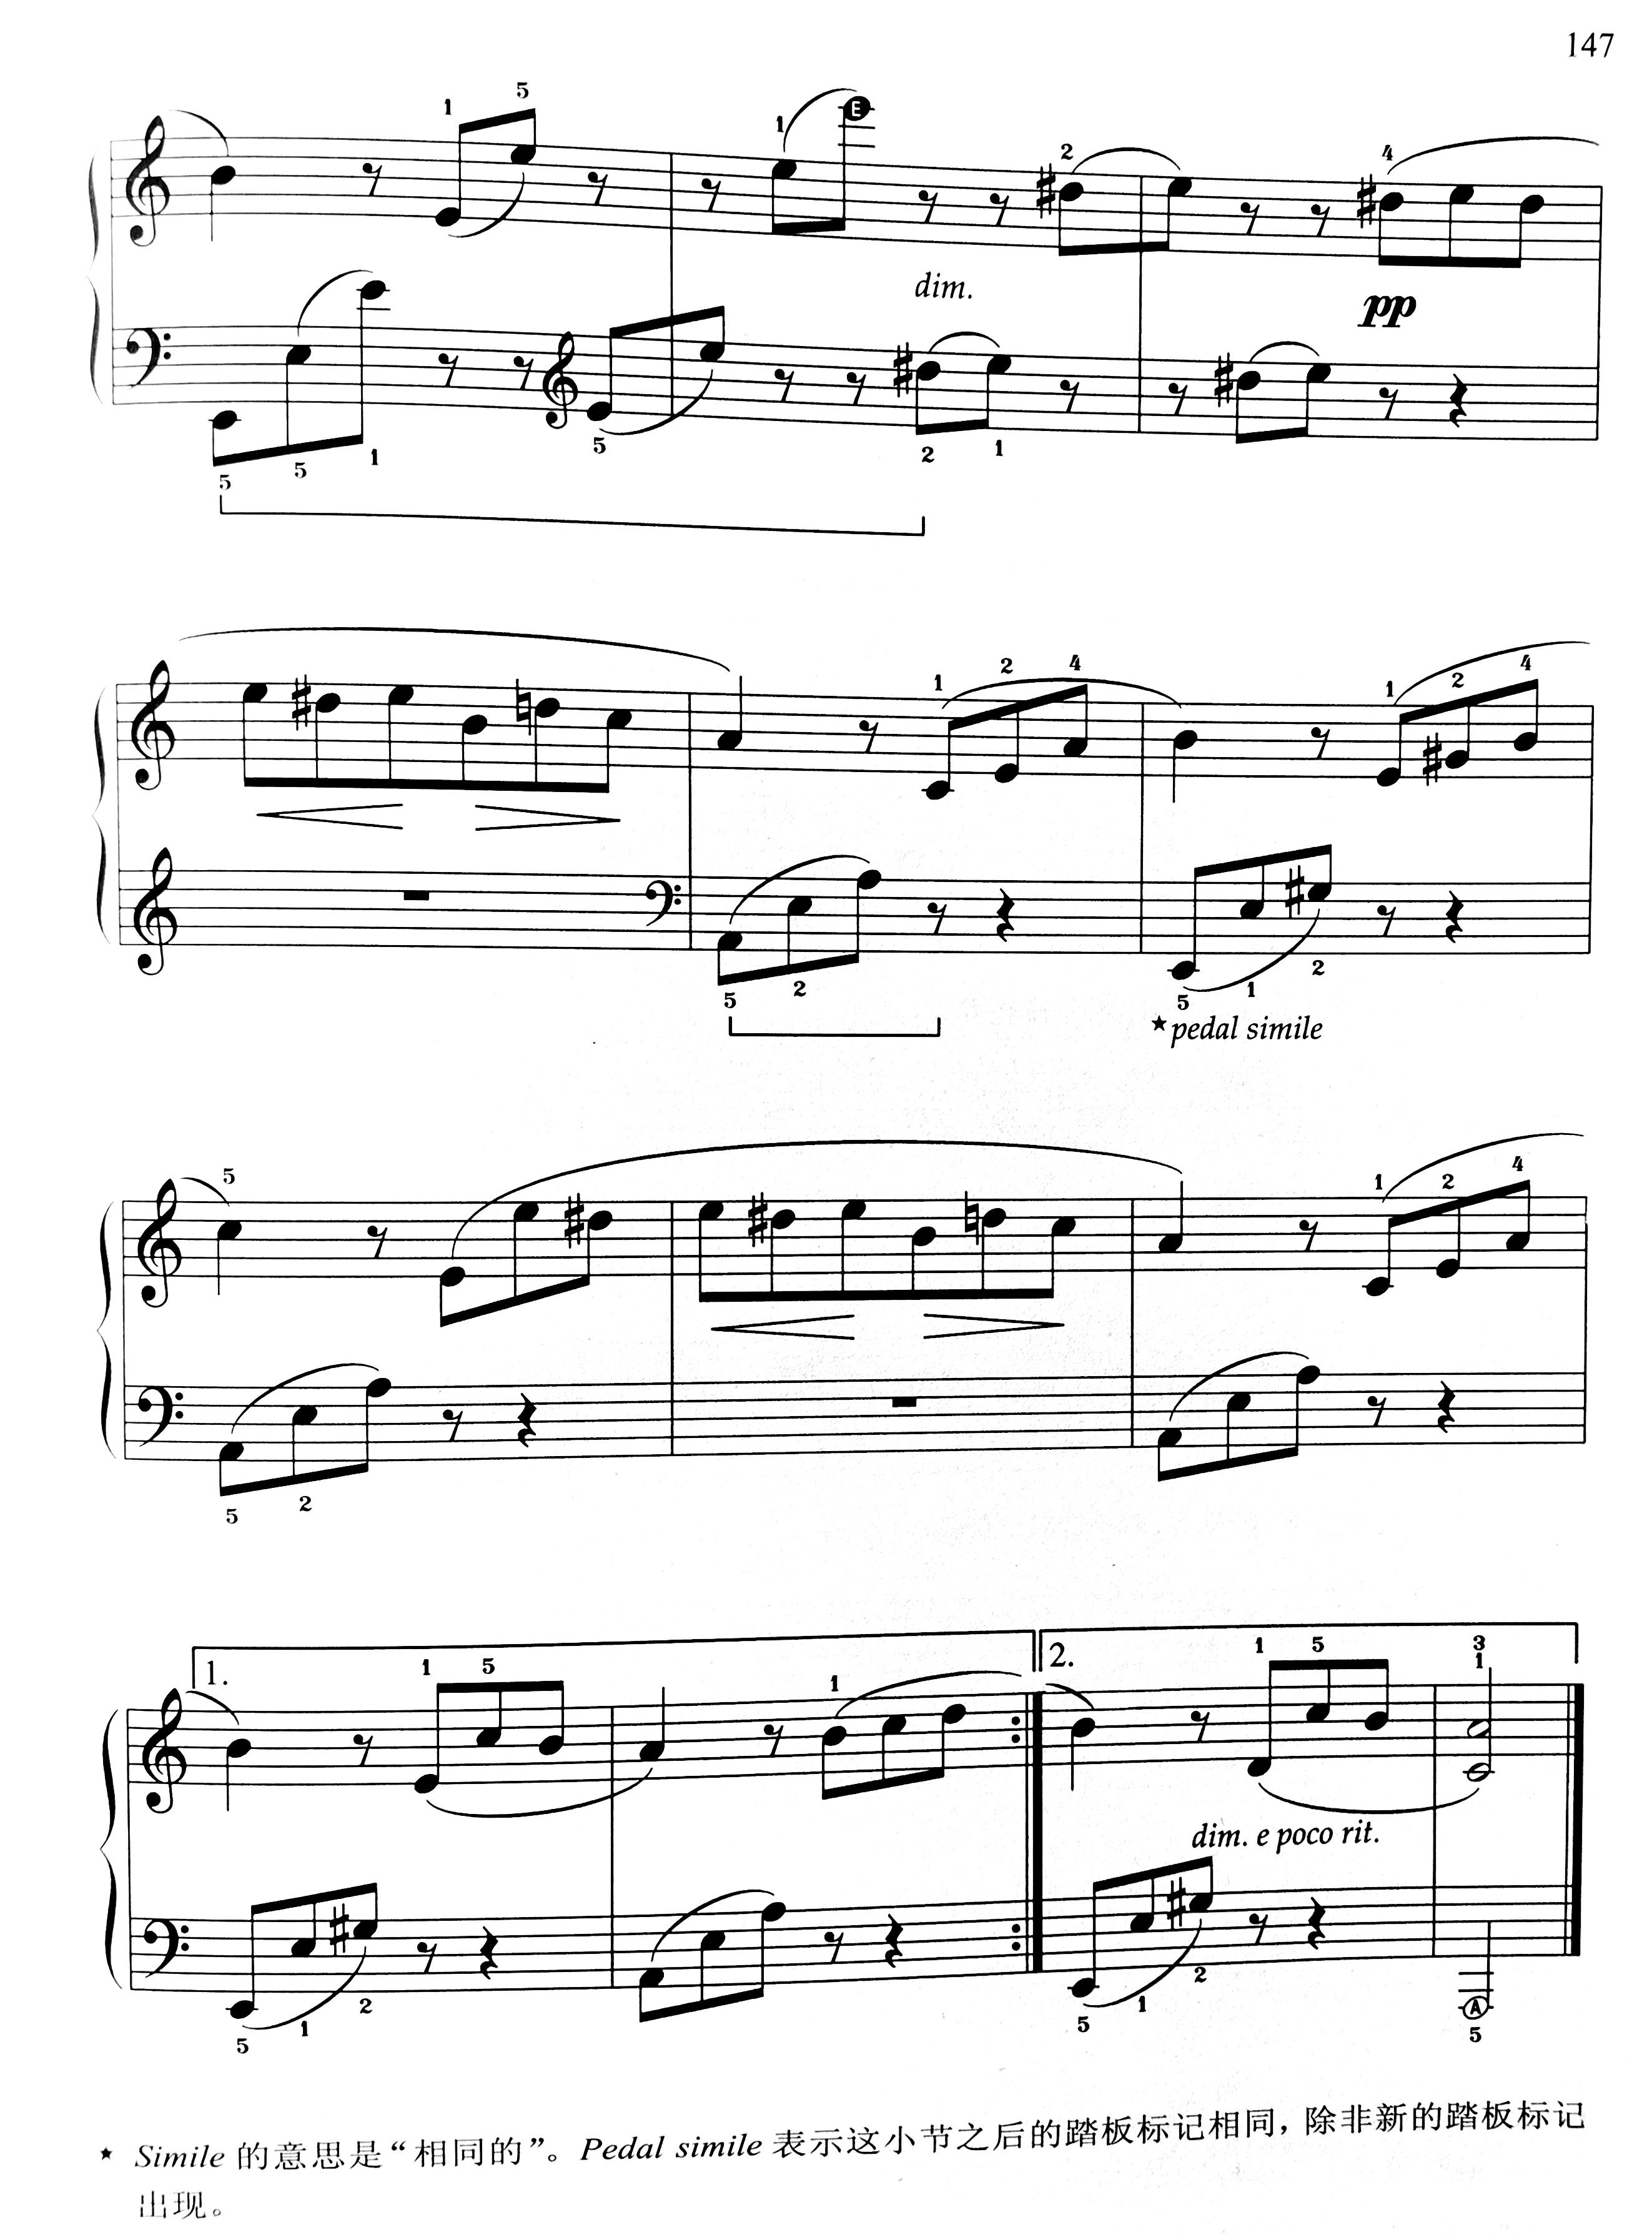 147
1 5 1 2 4
E
dim.
pp
5 5 1 5 2 1
1 2 4 1 2 4
5 2 5 1 2
★ pedal simile
5 1 2 4
5 2
1. 1 5 1 2. 1 5 3
1
dim. e poco rit.
5 1 2 5 1 2 A
5
★ Simile 的意思是“相同的”。Pedal simile 表示这小节之后的踏板标记相同，除非新的踏板标记
出现。